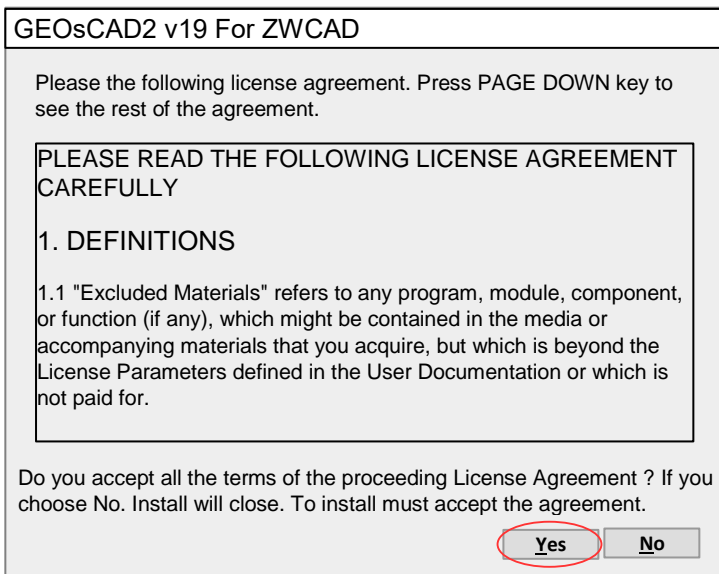 GEOsCAD2 v19 For ZWCAD
Please the following license agreement. Press PAGE DOWN key to
see the rest of the agreement.
PLEASE READ THE FOLLOWING LICENSE AGREEMENT
CAREFULLY
1. DEFINITIONS
1.1 "Excluded Materials" refers to any program, module, component,
or function (if any), which might be contained in the media or
accompanying materials that you acquire, but which is beyond the
License Parameters defined in the User Documentation or which is
not paid for.
Do you accept all the terms of the proceeding License Agreement ? If you
choose No. Install will close. To install must accept the agreement.
Yes No